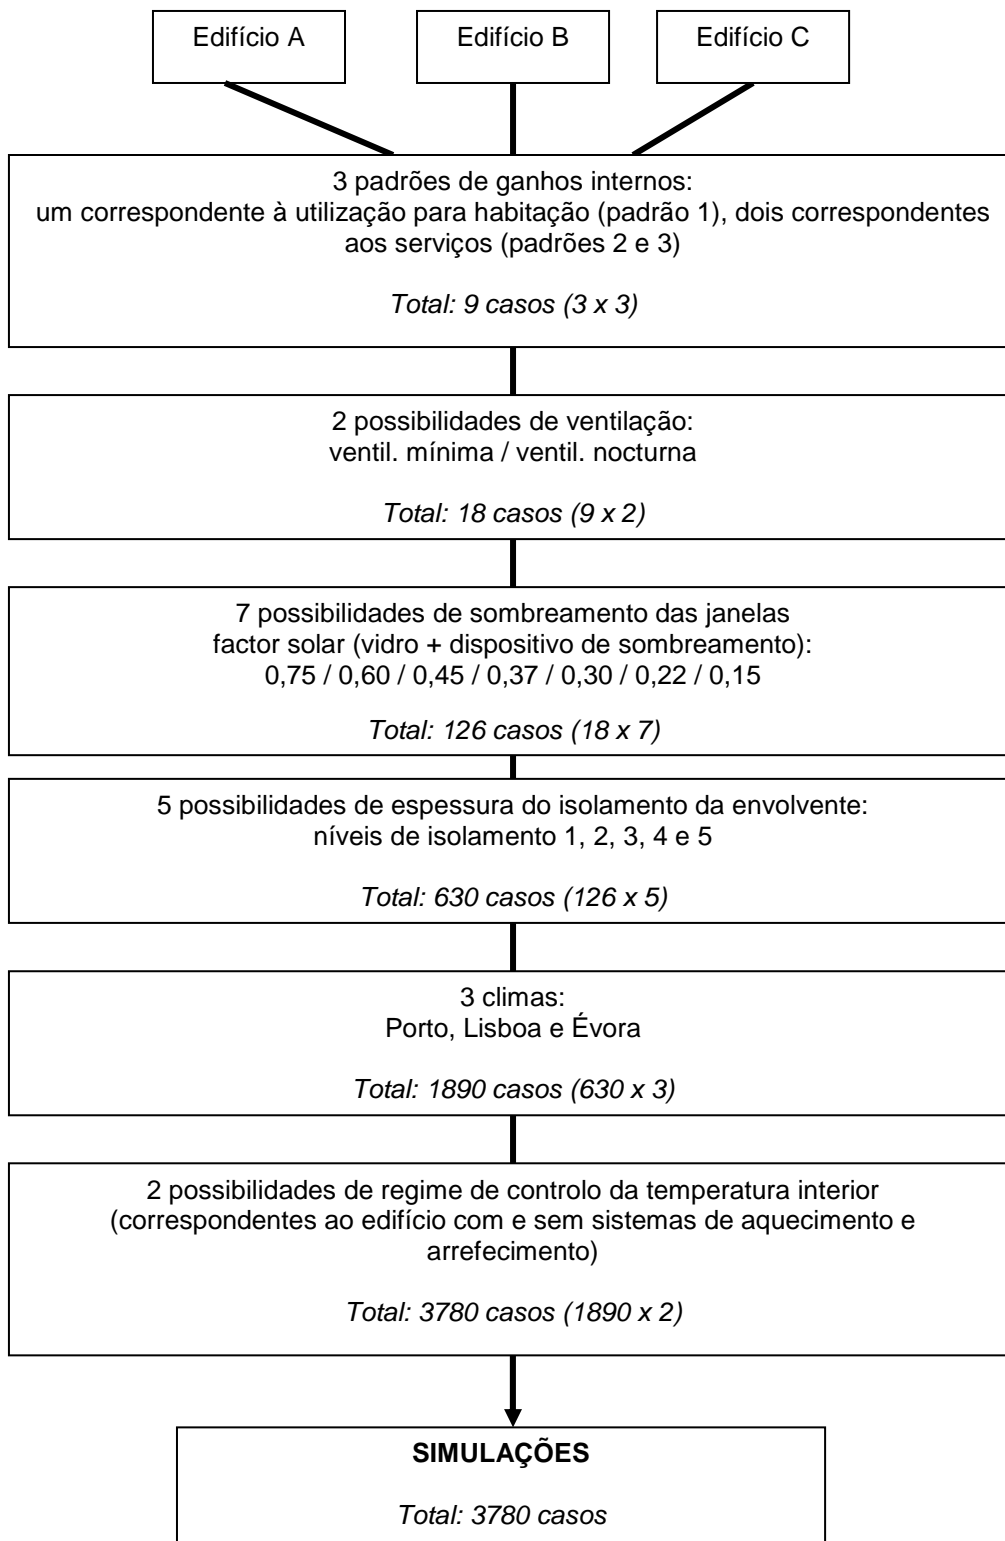 Edifício A
Edifício B
Edifício C
3 padrões de ganhos internos:
um correspondente à utilização para habitação (padrão 1), dois correspondentes
aos serviços (padrões 2 e 3)
Total: 9 casos (3 x 3)
2 possibilidades de ventilação:
ventil. mínima / ventil. nocturna
Total: 18 casos (9 x 2)
7 possibilidades de sombreamento das janelas
factor solar (vidro + dispositivo de sombreamento):
0,75 / 0,60 / 0,45 / 0,37 / 0,30 / 0,22 / 0,15
Total: 126 casos (18 x 7)
5 possibilidades de espessura do isolamento da envolvente:
níveis de isolamento 1, 2, 3, 4 e 5
Total: 630 casos (126 x 5)
3 climas:
Porto, Lisboa e Évora
Total: 1890 casos (630 x 3)
2 possibilidades de regime de controlo da temperatura interior
(correspondentes ao edifício com e sem sistemas de aquecimento e
arrefecimento)
Total: 3780 casos (1890 x 2)
SIMULAÇÕES
Total: 3780 casos